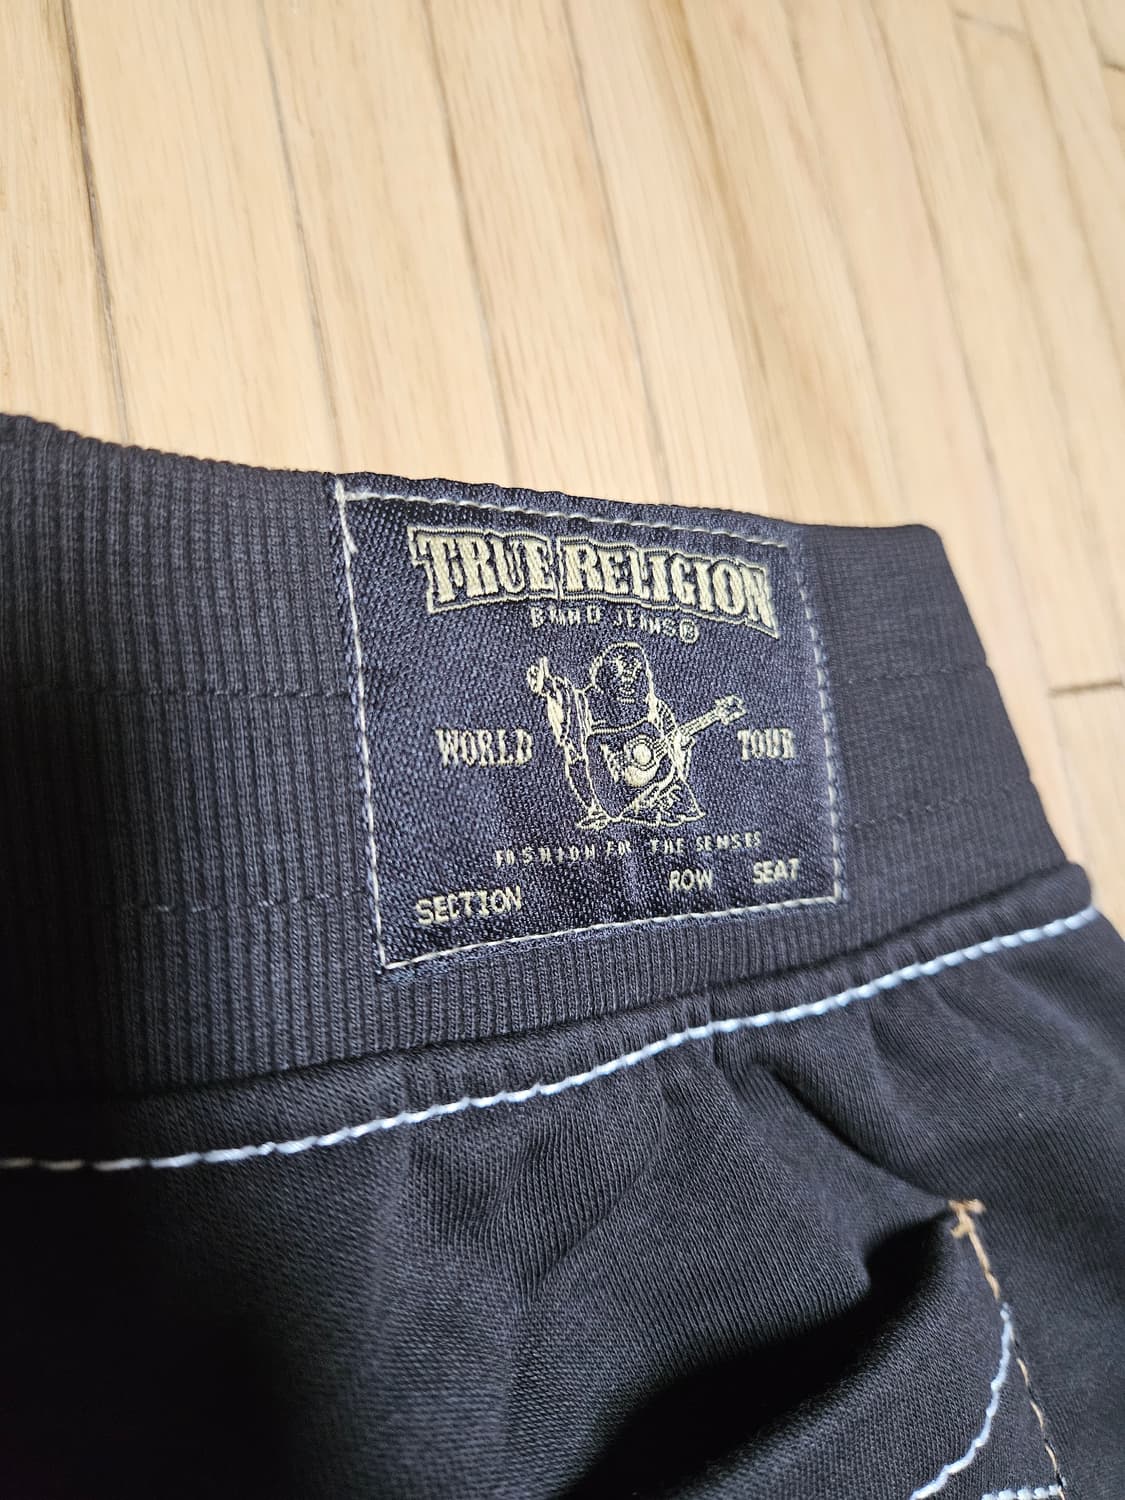 TRUE RELIGION
BRAND JEANS®
WORLD TOUR
FASHION FOR THE SENSES
SECTION ROW SEAT